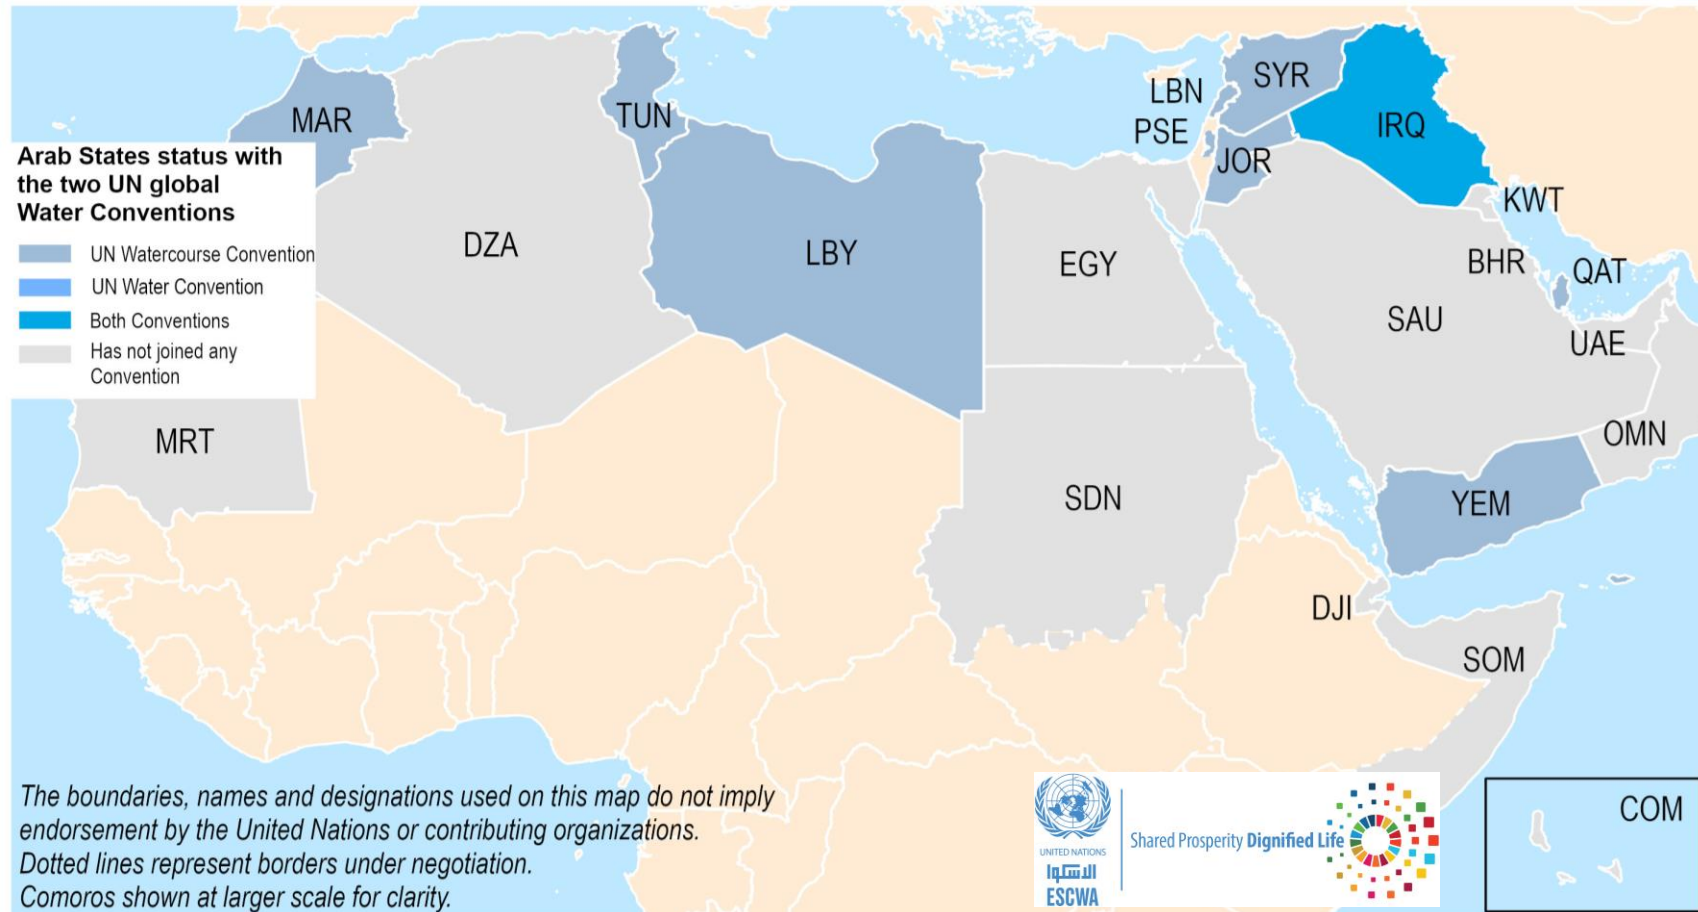 LBN
SYR
MAR
TUN
PSE
IRQ
JOR
Arab States status with
the two UN global
Water Conventions
KWT
DZA
LBY
EGY
BHR
QAT
UN Watercourse Convention
UN Water Convention
SAU
Both Conventions
UAE
Has not joined any
Convention
MRT
OMN
SDN
YEM
DJI
SOM
The boundaries, names and designations used on this map do not imply
endorsement by the United Nations or contributing organizations.
Dotted lines represent borders under negotiation.
Comoros shown at larger scale for clarity.
UNITED NATIONS
الاسكوا
ESCWA
Shared Prosperity Dignified Life
COM